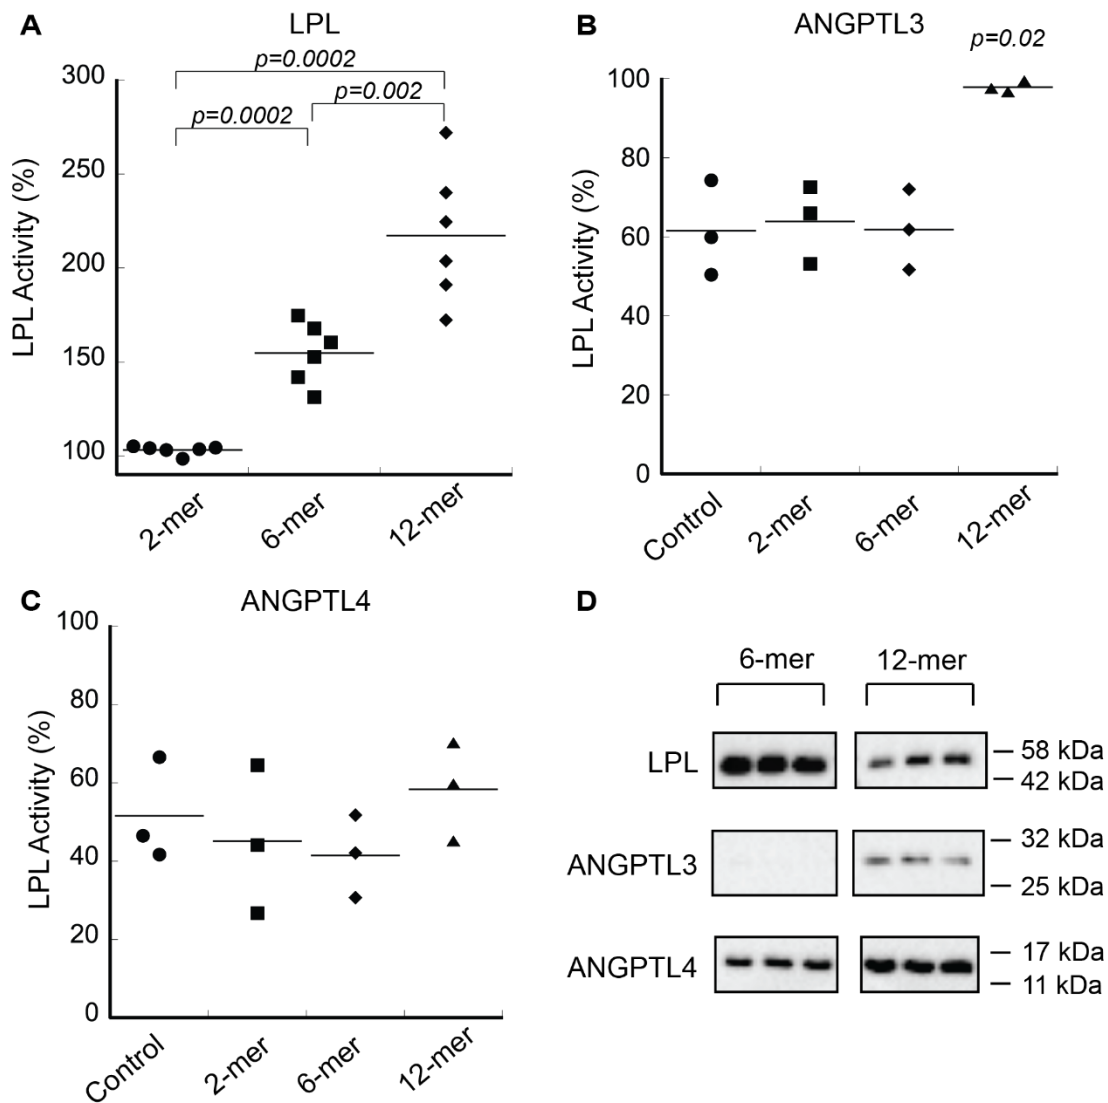 A
LPL
p=0.0002
p=0.0002
p=0.002
300
250
200
150
100
LPL Activity (%)
2-mer
6-mer
12-mer
B
ANGPTL3
p=0.02
100
80
60
40
20
0
LPL Activity (%)
Control
2-mer
6-mer
12-mer
C
ANGPTL4
100
80
60
40
20
0
LPL Activity (%)
Control
2-mer
6-mer
12-mer
D
6-mer
12-mer
LPL
58 kDa
42 kDa
ANGPTL3
32 kDa
25 kDa
ANGPTL4
17 kDa
11 kDa